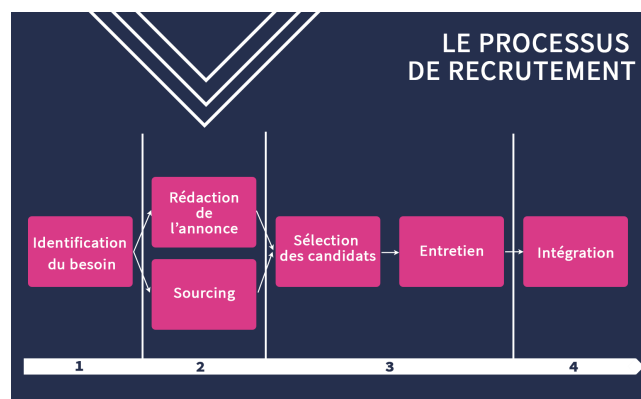 LE PROCESSUS
DE RECRUTEMENT
Identification
du besoin
Rédaction
de
l'annonce
Sourcing
Sélection
des candidats
Entretien
Intégration
1
2
3
4